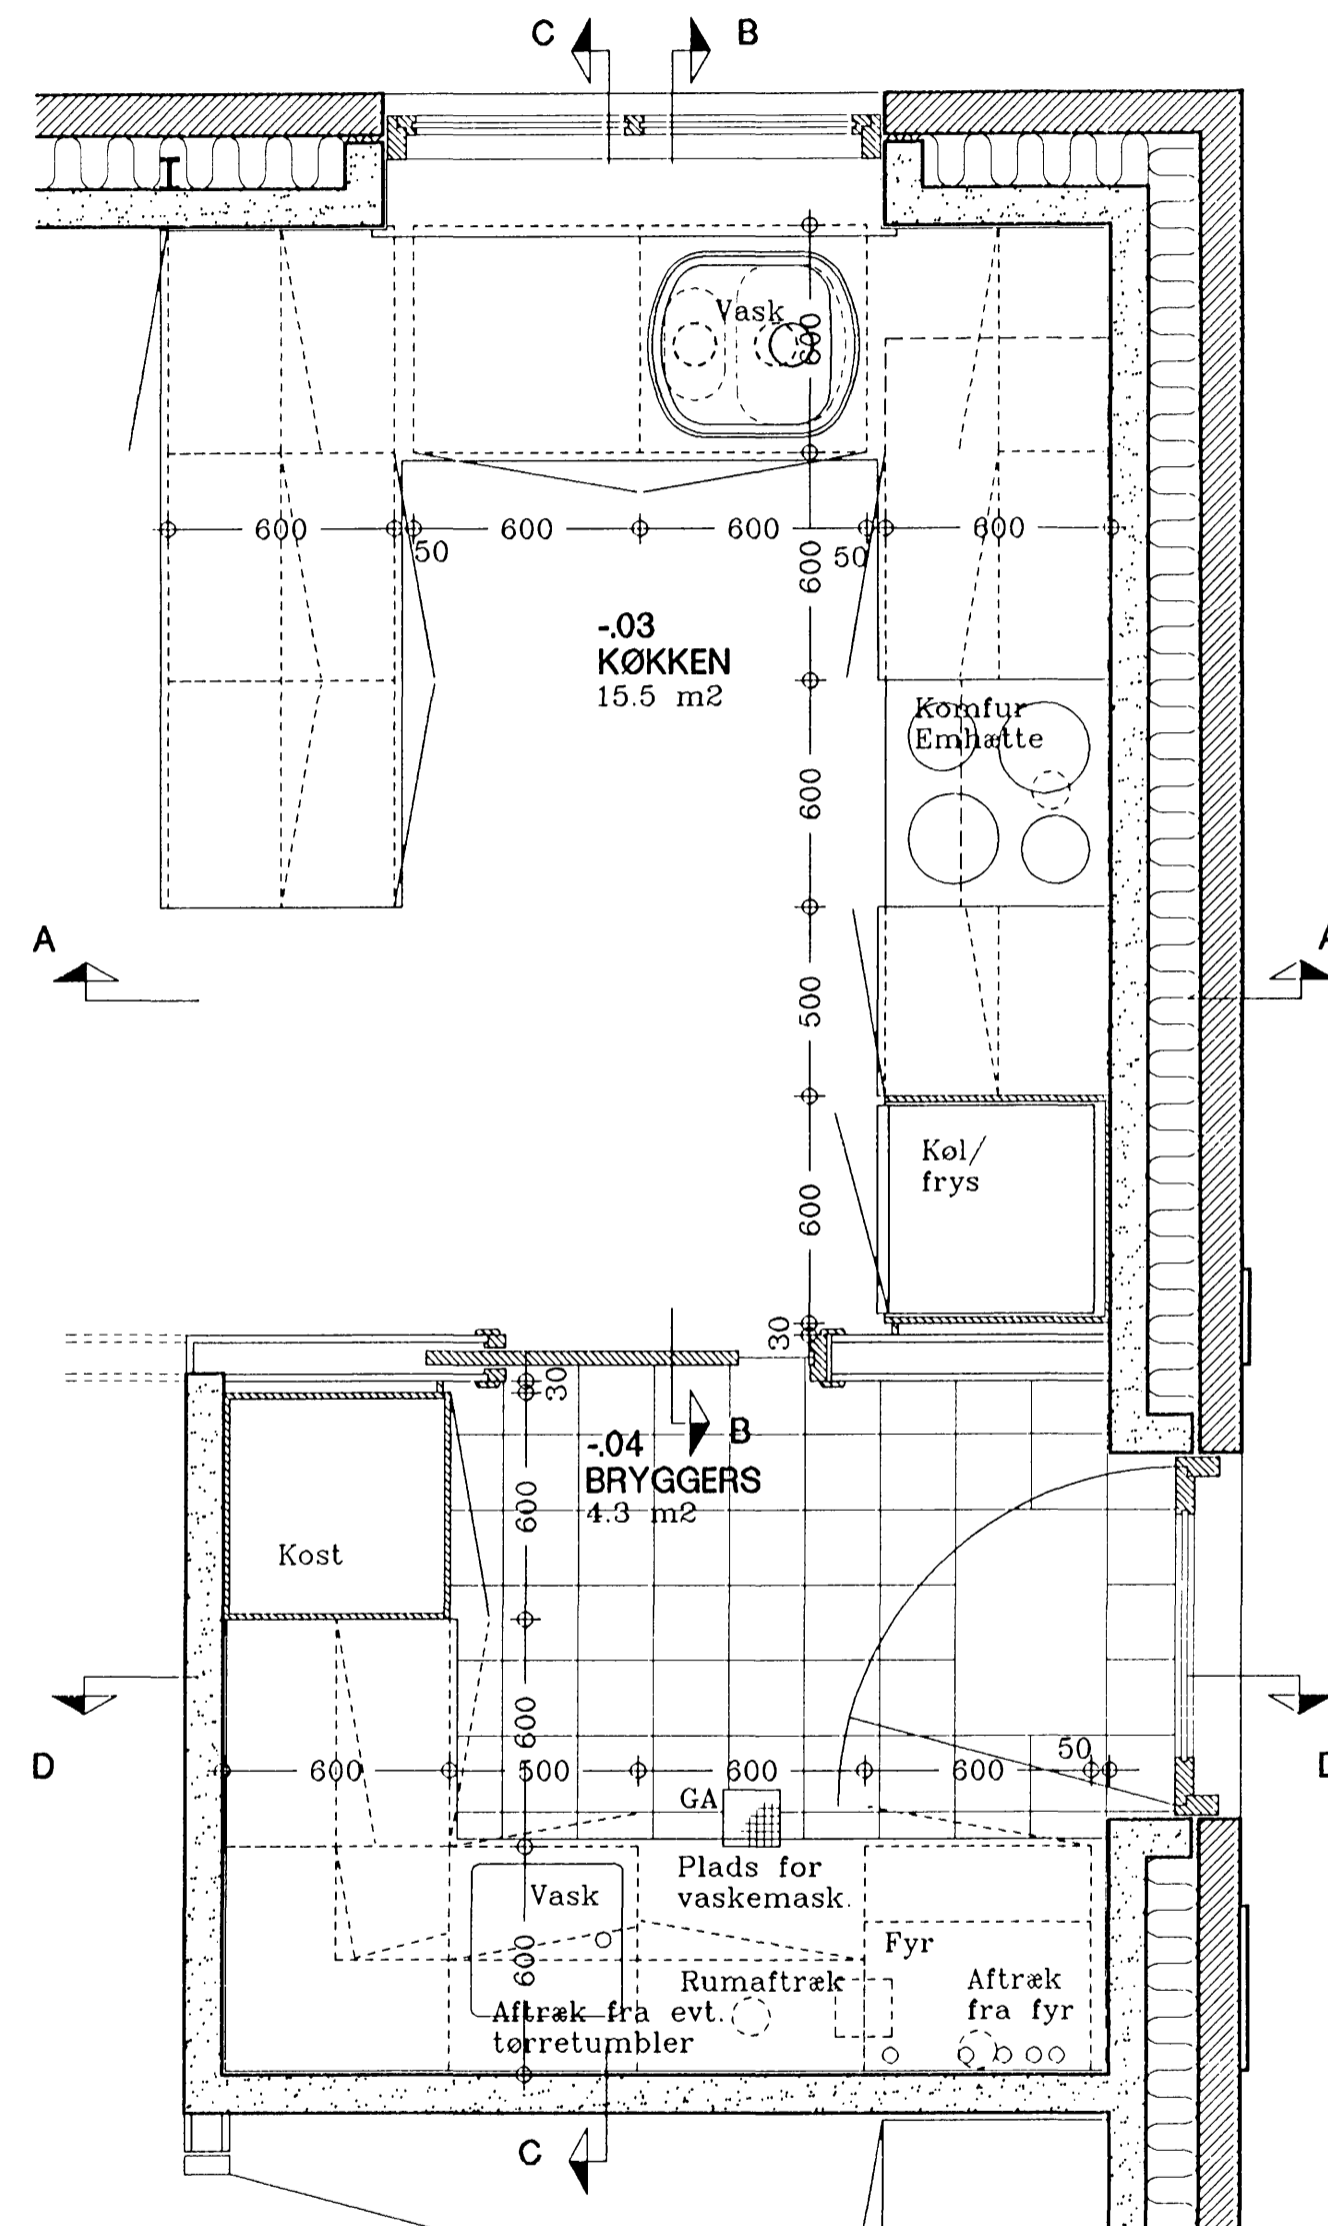 C B
Vask
600
600 600 600 600
50 50
600
-.03
KØKKEN
15.5 m2
Komfur
Emhætte
600
A A
500
Køl/
frys
600
30
30
B
-.04
BRYGGERS
4.3 m2
600
Kost
600
D D
600 500 600 600 50
GA
Plads for
vaskemask.
Vask
600
Fyr
Rumaftræk
Aftræk
fra fyr
Aftræk fra evt.
tørretumbler
C